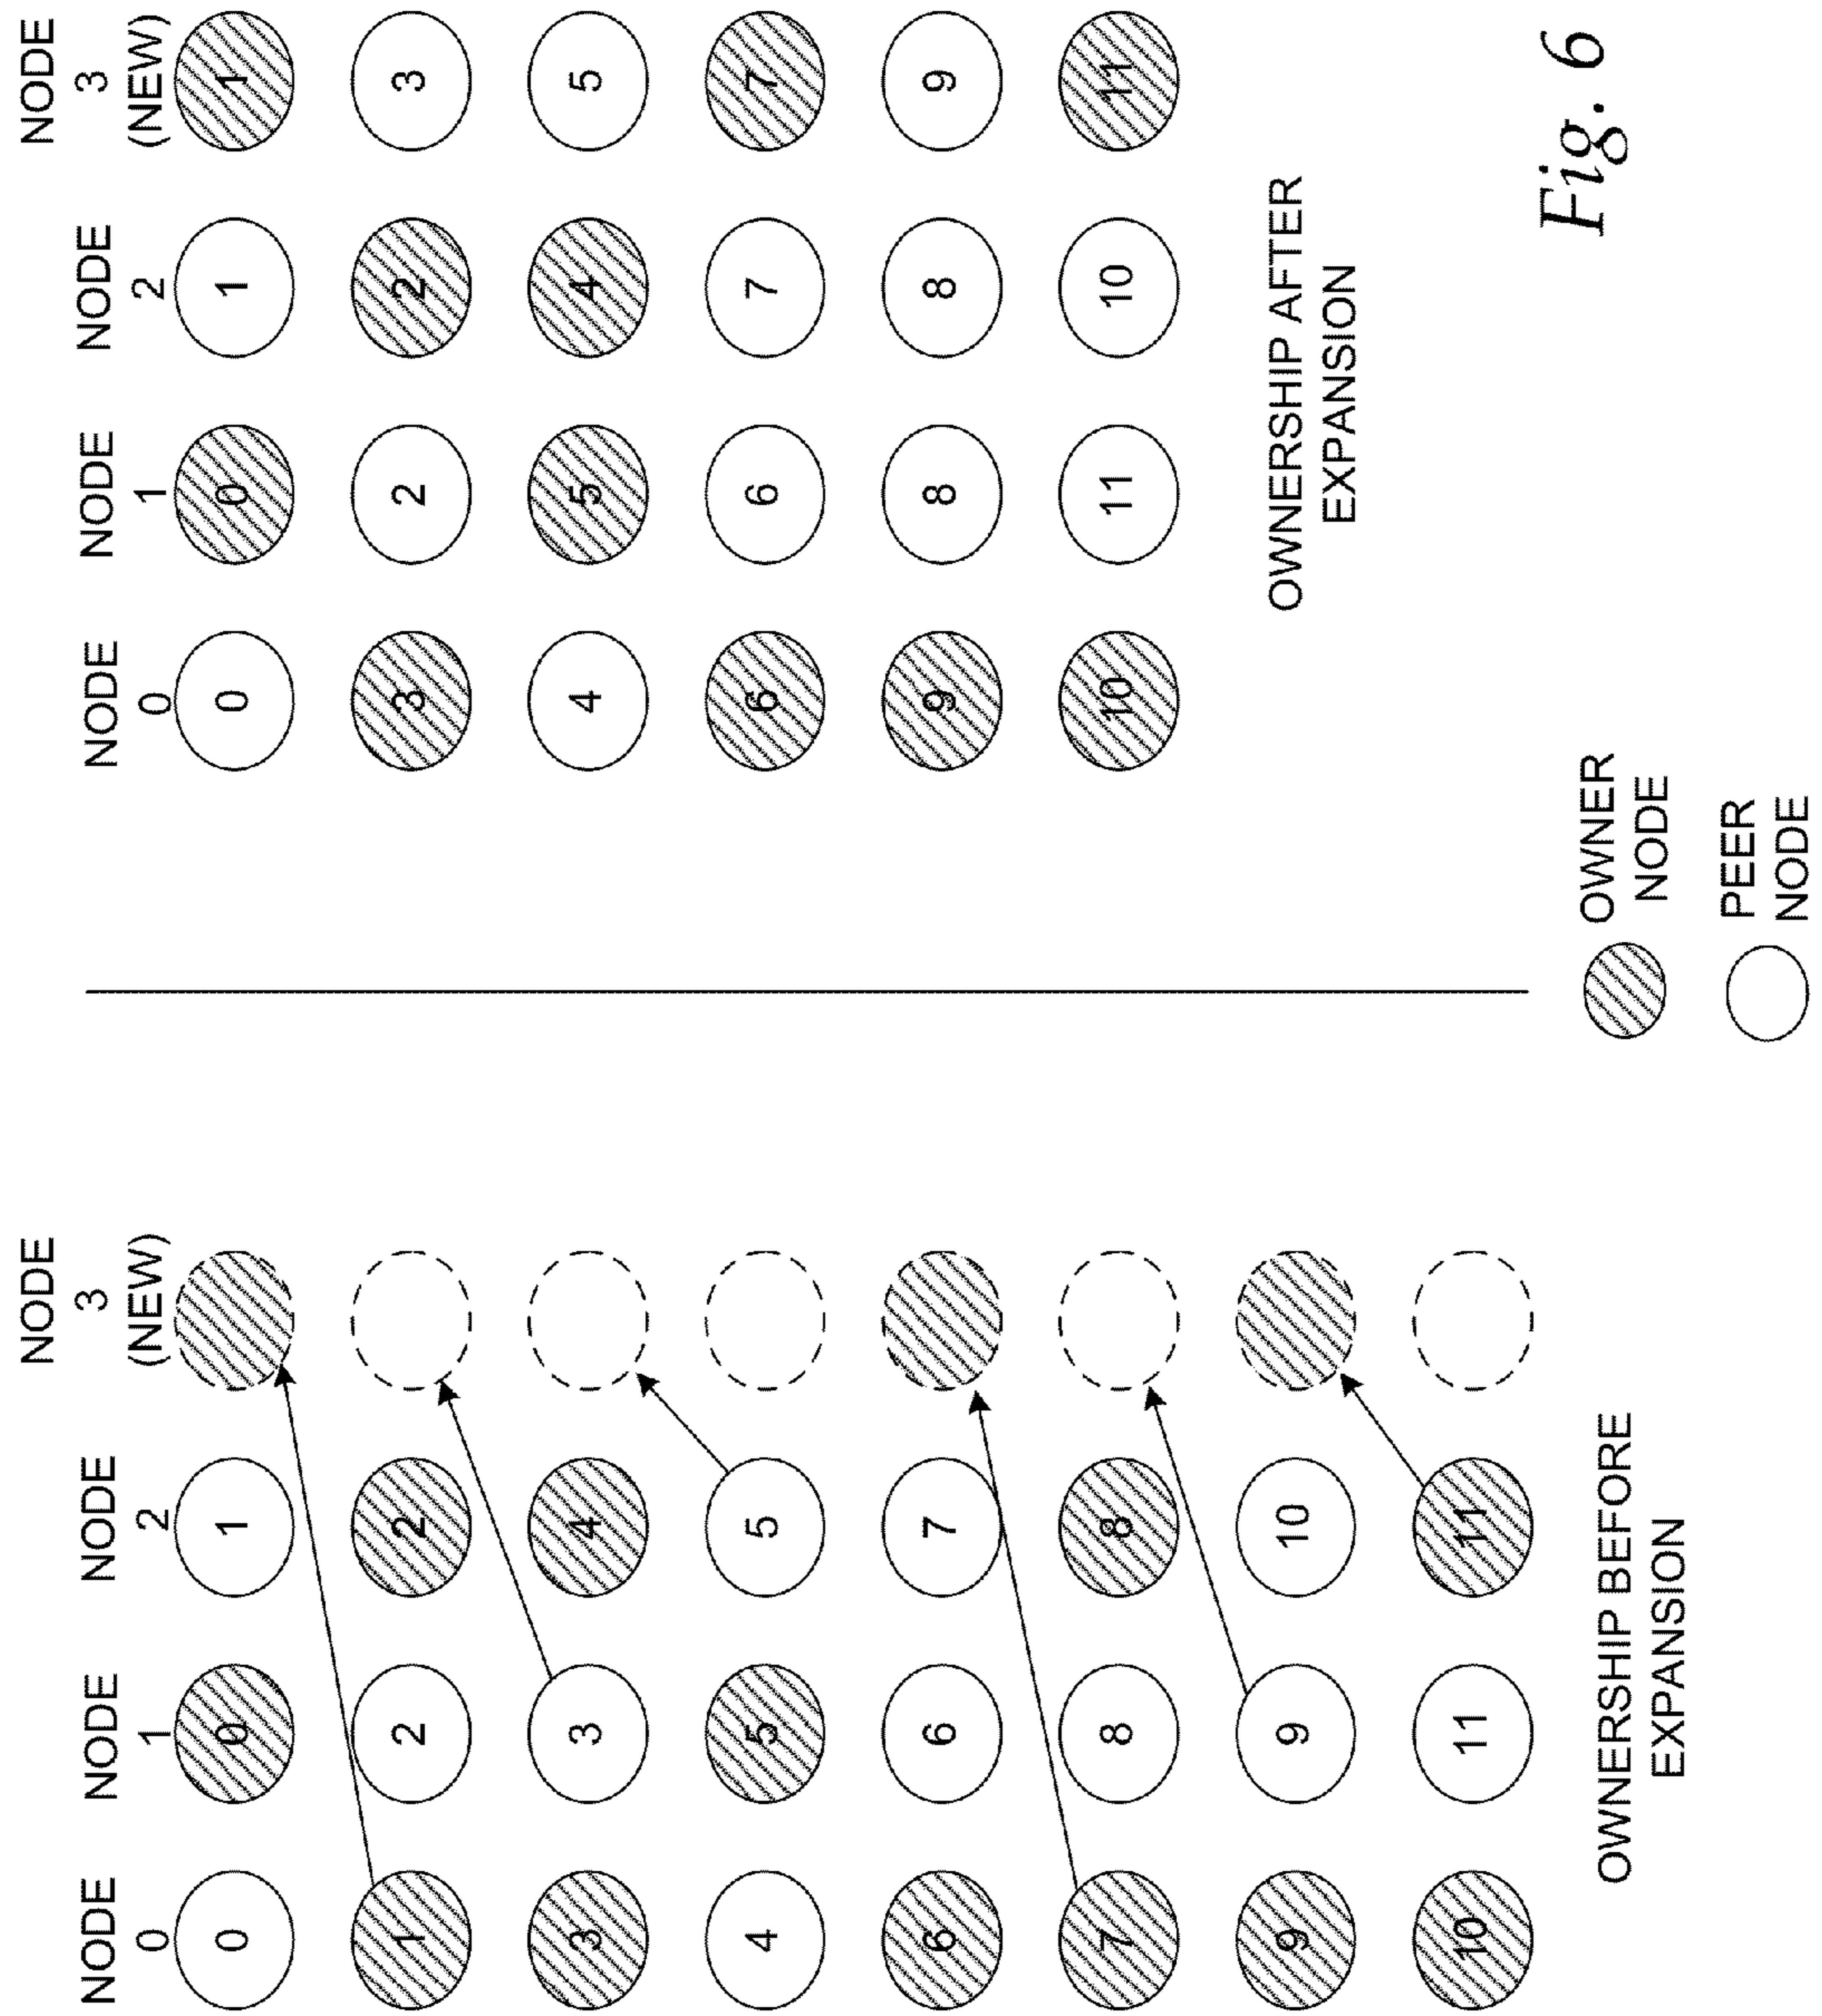 NODE 0
NODE 1
NODE 2
NODE 3 (NEW)
0 0 1
1 2 2
3 3 4
4 5 5
6 6 7
7 8 8
9 9 10
10 11 11
OWNERSHIP BEFORE
EXPANSION
NODE 0
NODE 1
NODE 2
NODE 3 (NEW)
0 0 1 1
3 2 2 3
4 5 4 5
6 6 7 7
9 8 8 9
10 11 10 11
OWNERSHIP AFTER
EXPANSION
OWNER
NODE
PEER
NODE
Fig. 6